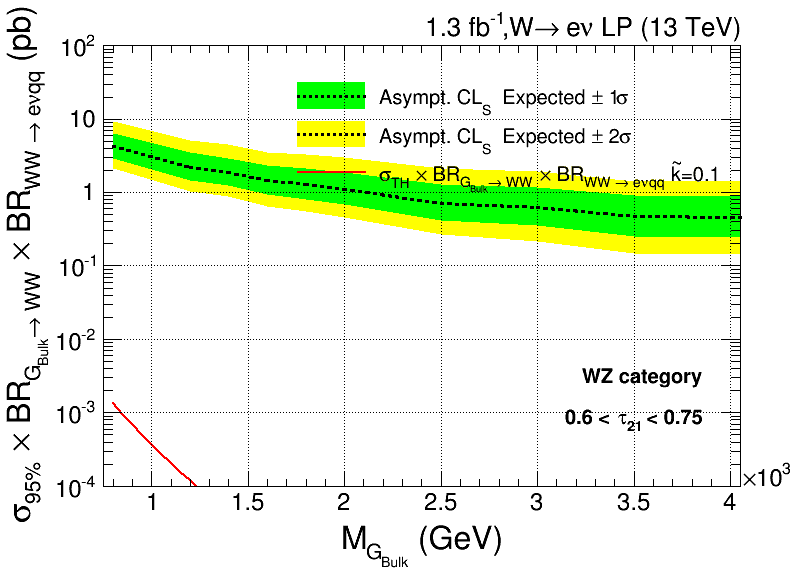 1.3 fb⁻¹,W→ eν LP (13 TeV)
σ95% × BR_G_Bulk→ WW × BR_WW → evqq (pb)
10²
10
1
10⁻¹
10⁻²
10⁻³
10⁻⁴
Asympt. CL_S Expected ± 1σ
Asympt. CL_S Expected ± 2σ
σ_TH × BR_G_Bulk→ WW × BR_WW → evqq k̃=0.1
WZ category
0.6 < τ₂₁ < 0.75
1 1.5 2 2.5 3 3.5 4
×10³
M_G_Bulk (GeV)